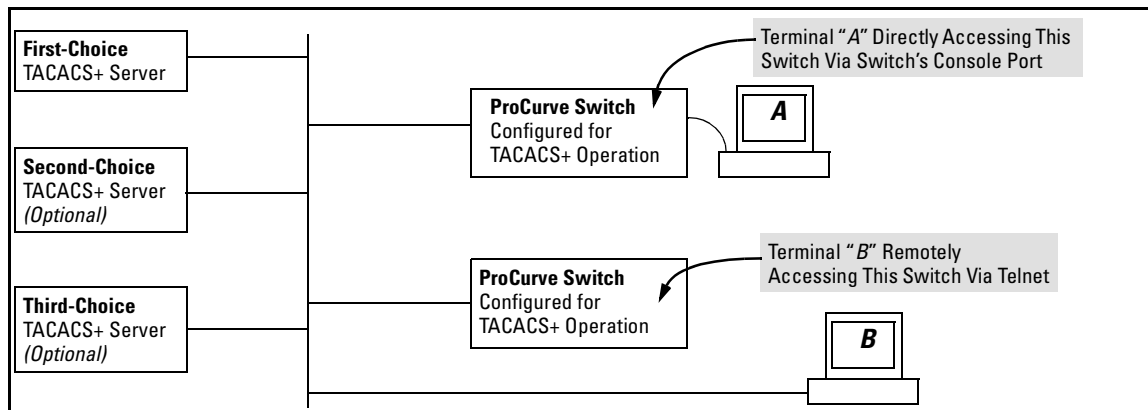 First-Choice
TACACS+ Server
Second-Choice
TACACS+ Server
(Optional)
Third-Choice
TACACS+ Server
(Optional)
ProCurve Switch
Configured for
TACACS+ Operation
Terminal “A” Directly Accessing This
Switch Via Switch's Console Port
A
ProCurve Switch
Configured for
TACACS+ Operation
Terminal “B” Remotely
Accessing This Switch Via Telnet
B